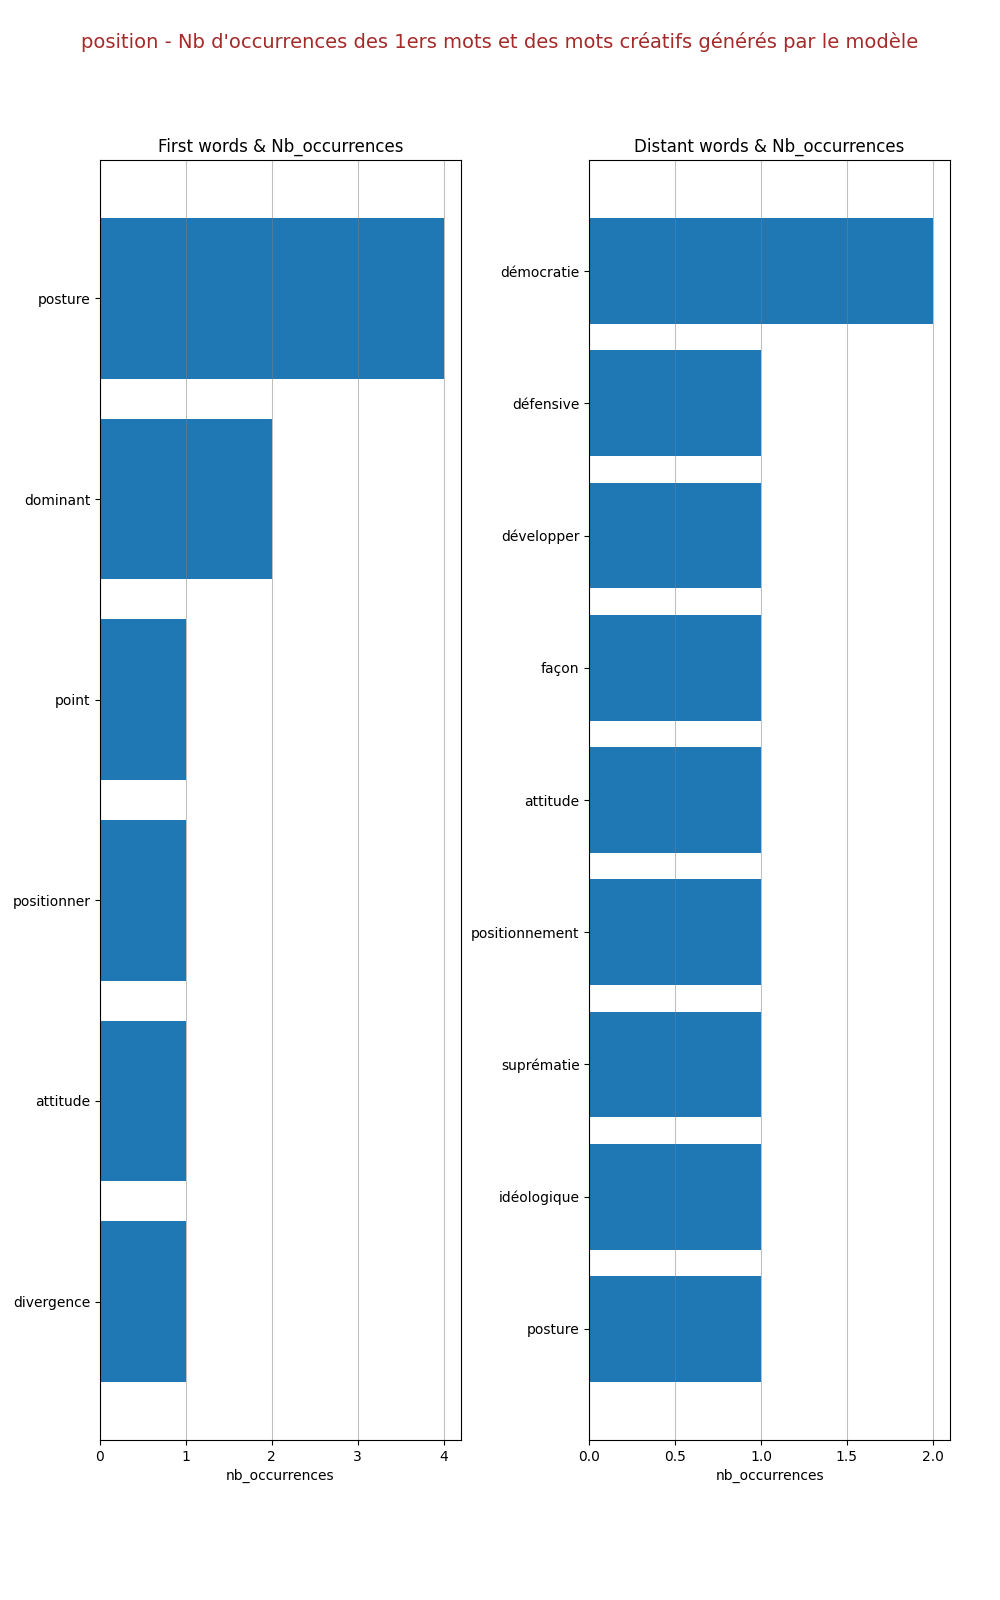 position - Nb d'occurrences des 1ers mots et des mots créatifs générés par le modèle
First words & Nb_occurrences
posture
dominant
point
positionner
attitude
divergence
0 1 2 3 4
nb_occurrences
Distant words & Nb_occurrences
démocratie
défensive
développer
façon
attitude
positionnement
suprématie
idéologique
posture
0.0 0.5 1.0 1.5 2.0
nb_occurrences